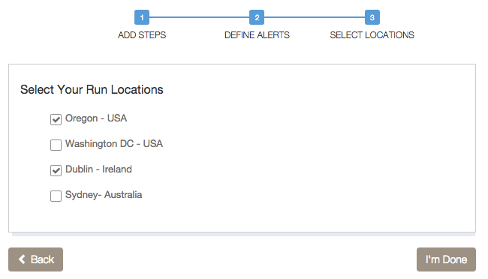 1 2 3
ADD STEPS DEFINE ALERTS SELECT LOCATIONS
Select Your Run Locations
Oregon - USA
Washington DC - USA
Dublin - Ireland
Sydney- Australia
Back I'm Done